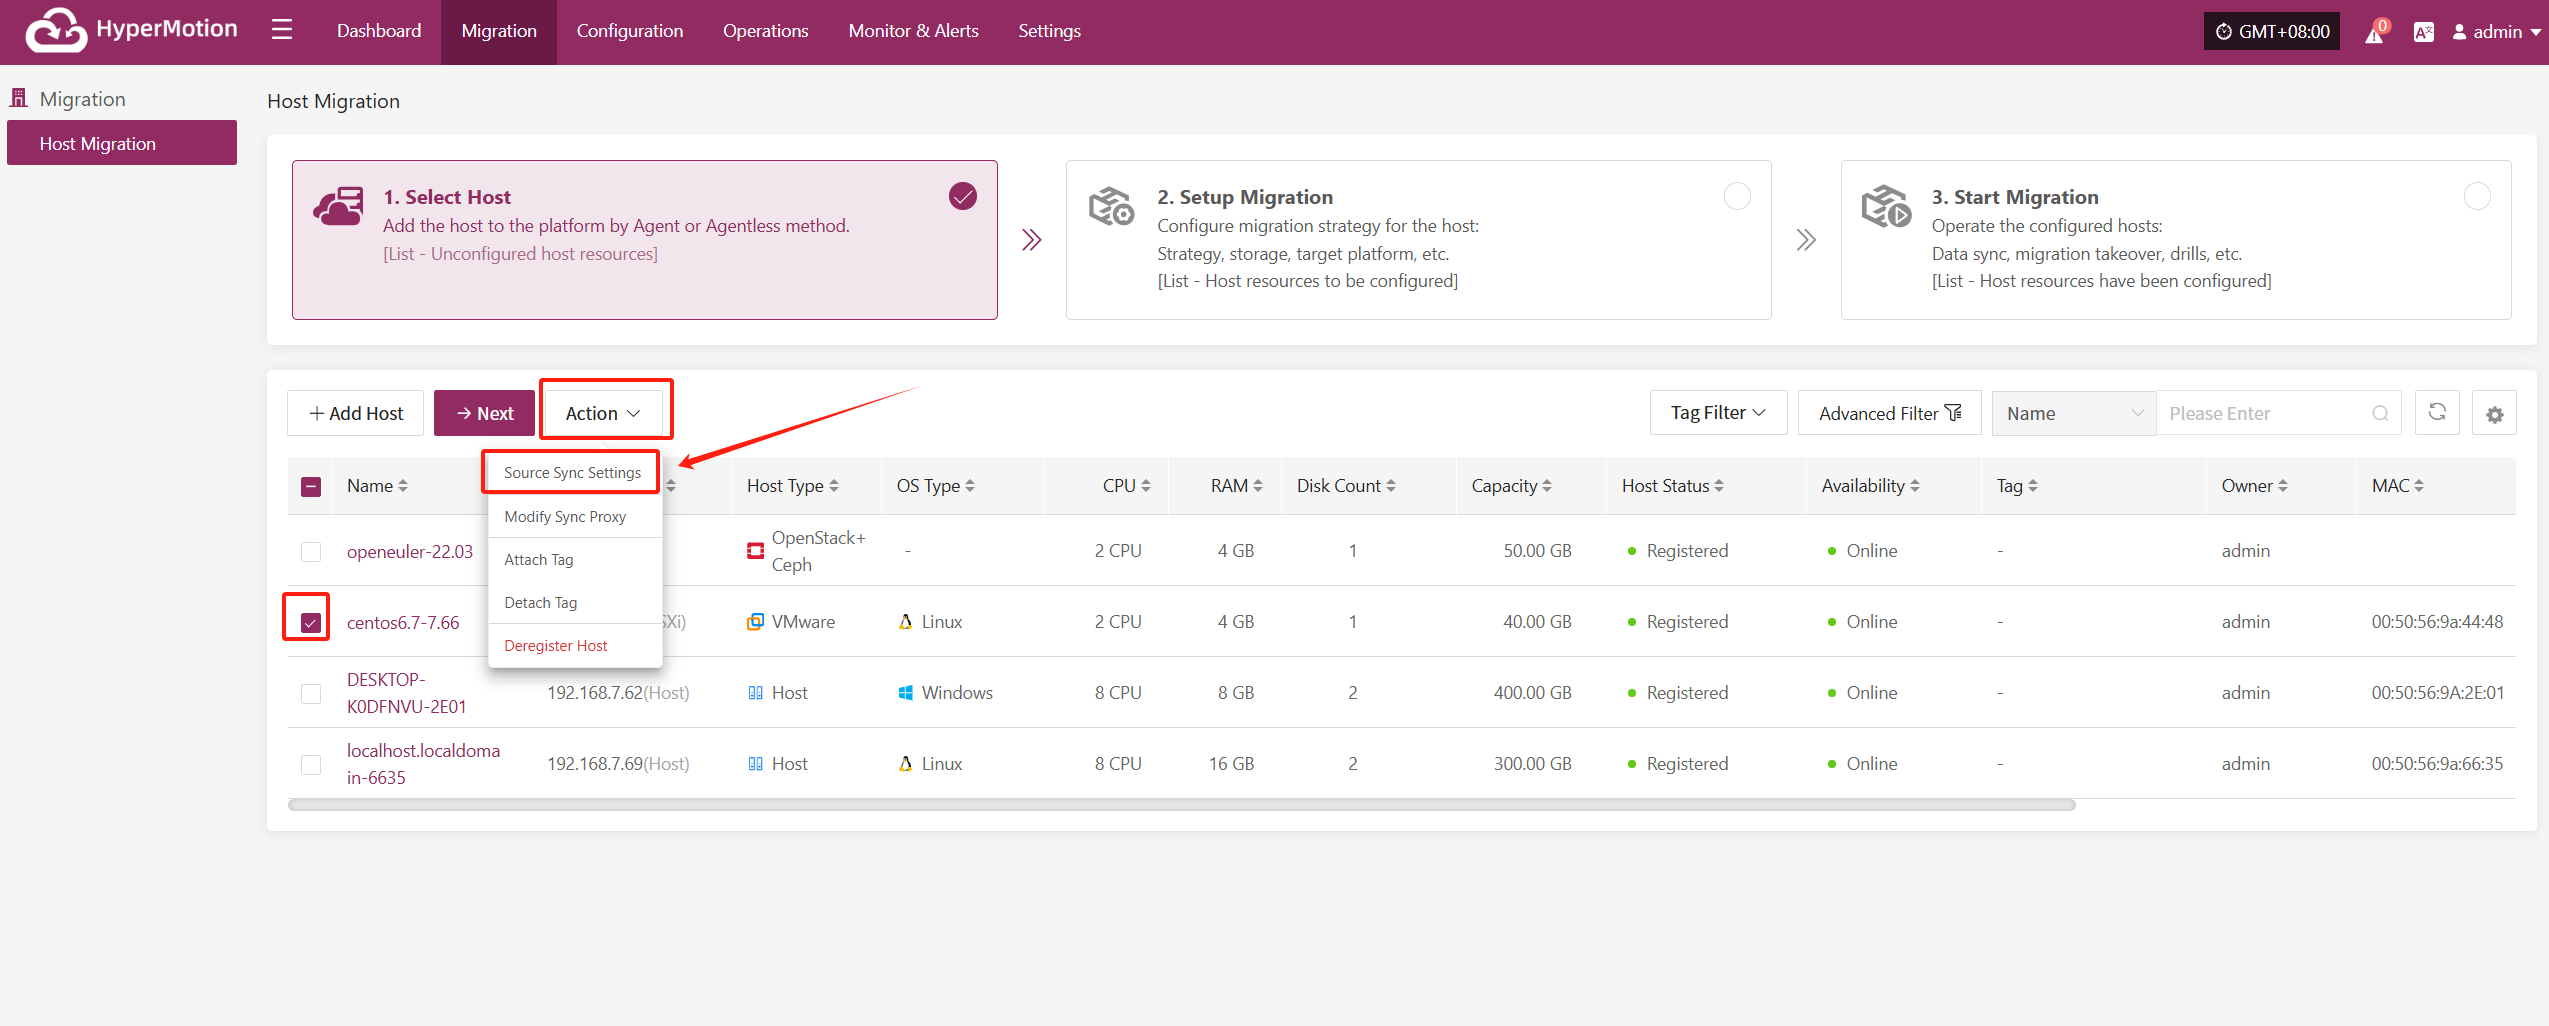 HyperMotion
Dashboard
Migration
Configuration
Operations
Monitor & Alerts
Settings
GMT+08:00
0
admin
Migration
Host Migration
Host Migration
1. Select Host
Add the host to the platform by Agent or Agentless method.
[List - Unconfigured host resources]
2. Setup Migration
Configure migration strategy for the host:
Strategy, storage, target platform, etc.
[List - Host resources to be configured]
3. Start Migration
Operate the configured hosts:
Data sync, migration takeover, drills, etc.
[List - Host resources have been configured]
Add Host
Next
Action
Tag Filter
Advanced Filter
Name
Please Enter
Source Sync Settings
Modify Sync Proxy
Attach Tag
Detach Tag
Deregister Host
Name
Host Type
OS Type
CPU
RAM
Disk Count
Capacity
Host Status
Availability
Tag
Owner
MAC
openeuler-22.03
OpenStack+
Ceph
-
2 CPU
4 GB
1
50.00 GB
Registered
Online
-
admin
centos6.7-7.66
Xi)
VMware
Linux
2 CPU
4 GB
1
40.00 GB
Registered
Online
-
admin
00:50:56:9a:44:48
DESKTOP-
K0DFNVU-2E01
192.168.7.62(Host)
Host
Windows
8 CPU
8 GB
2
400.00 GB
Registered
Online
-
admin
00:50:56:9A:2E:01
localhost.localdoma
in-6635
192.168.7.69(Host)
Host
Linux
8 CPU
16 GB
2
300.00 GB
Registered
Online
-
admin
00:50:56:9a:66:35